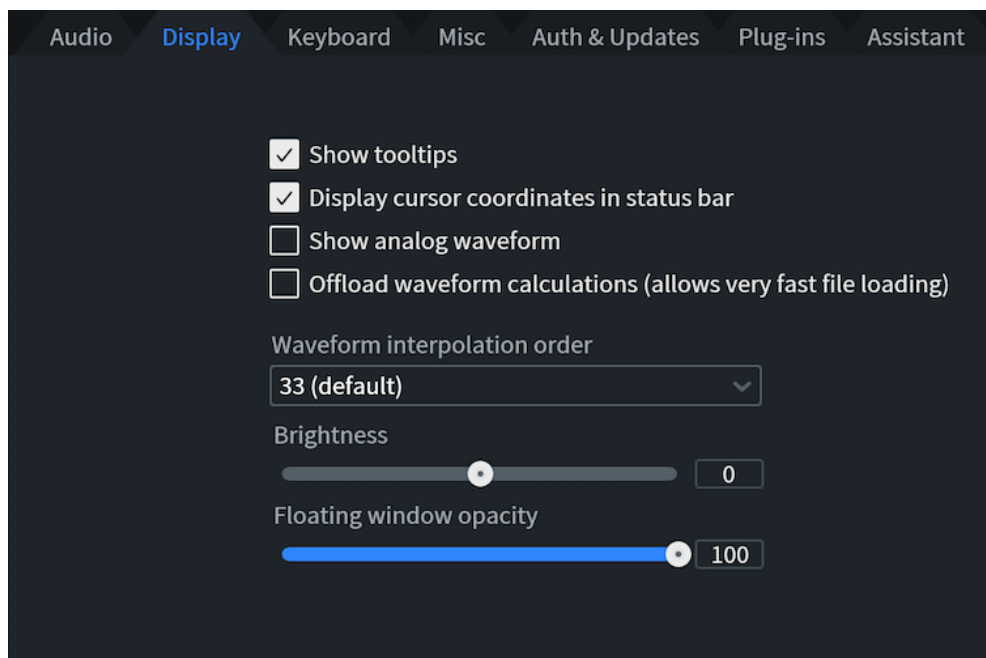 Audio Display Keyboard Misc Auth & Updates Plug-ins Assistant
Show tooltips
Display cursor coordinates in status bar
Show analog waveform
Offload waveform calculations (allows very fast file loading)
Waveform interpolation order
33 (default)
Brightness
0
Floating window opacity
100